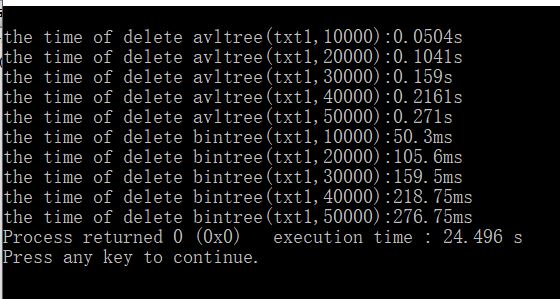 the time of delete avltree(txt1,10000):0.0504s
the time of delete avltree(txt1,20000):0.1041s
the time of delete avltree(txt1,30000):0.159s
the time of delete avltree(txt1,40000):0.2161s
the time of delete avltree(txt1,50000):0.271s
the time of delete bintree(txt1,10000):50.3ms
the time of delete bintree(txt1,20000):105.6ms
the time of delete bintree(txt1,30000):159.5ms
the time of delete bintree(txt1,40000):218.75ms
the time of delete bintree(txt1,50000):276.75ms
Process returned 0 (0x0)   execution time : 24.496 s
Press any key to continue.